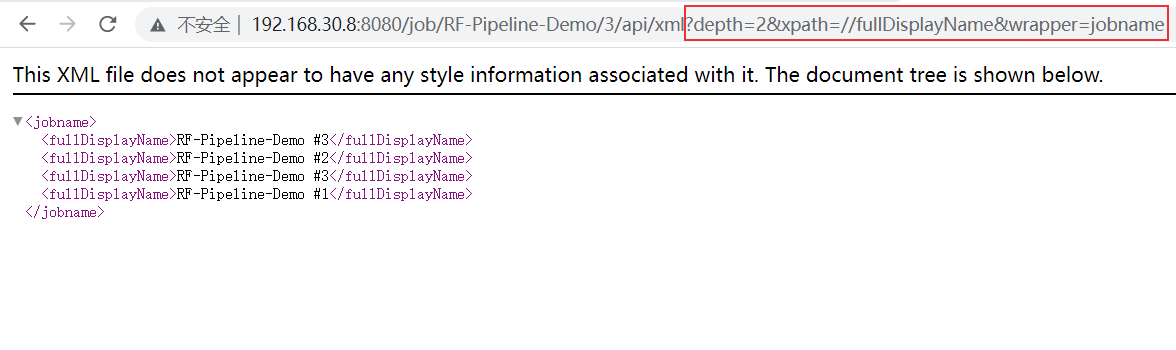 不安全 | 192.168.30.8:8080/job/RF-Pipeline-Demo/3/api/xml?depth=2&xpath=//fullDisplayName&wrapper=jobname
This XML file does not appear to have any style information associated with it. The document tree is shown below.
▼<jobname>
<fullDisplayName>RF-Pipeline-Demo #3</fullDisplayName>
<fullDisplayName>RF-Pipeline-Demo #2</fullDisplayName>
<fullDisplayName>RF-Pipeline-Demo #3</fullDisplayName>
<fullDisplayName>RF-Pipeline-Demo #1</fullDisplayName>
</jobname>